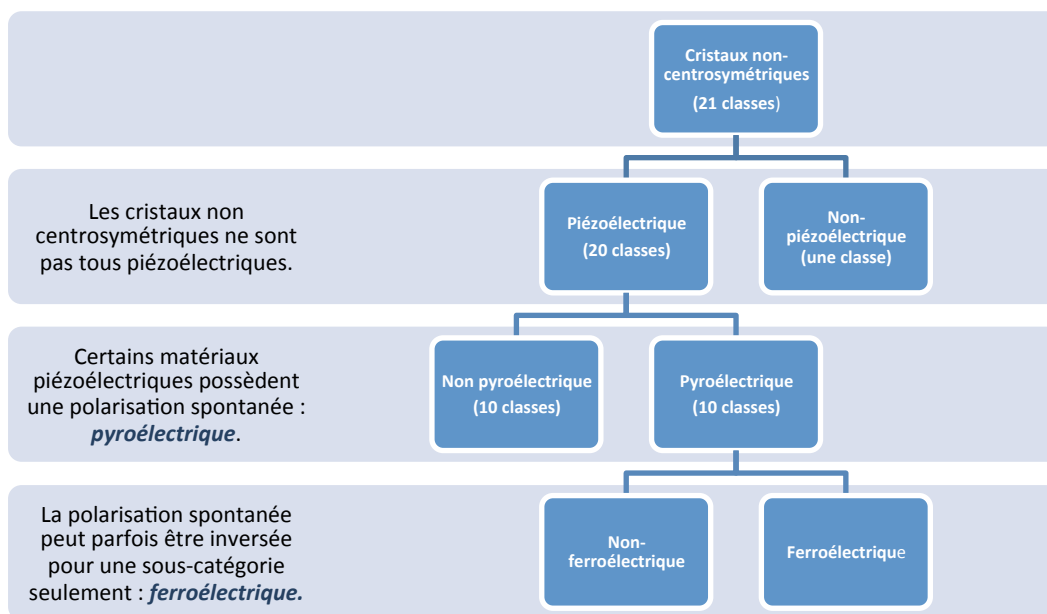 Cristaux non-
centrosymétriques
(21 classes)
Les cristaux non
centrosymétriques ne sont
pas tous piézoélectriques.
Piézoélectrique
(20 classes)
Non-
piézoélectrique
(une classe)
Certains matériaux
piézoélectriques possèdent
une polarisation spontanée :
pyroélectrique.
Non pyroélectrique
(10 classes)
Pyroélectrique
(10 classes)
La polarisation spontanée
peut parfois être inversée
pour une sous-catégorie
seulement : ferroélectrique.
Non-
ferroélectrique
Ferroélectrique